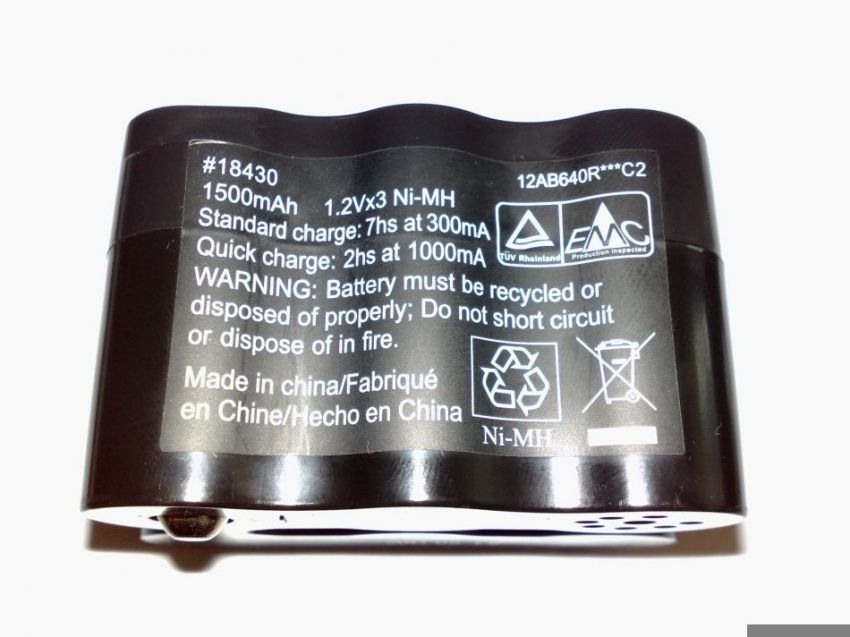 #18430
12AB640R***C2
1500mAh 1.2Vx3 Ni-MH
Standard charge: 7hs at 300mA
Quick charge: 2hs at 1000mA
TÜV Rheinland
EMC
Production inspected
WARNING: Battery must be recycled or
disposed of properly; Do not short circuit
or dispose of in fire.
Made in china/Fabriqué
en Chine/Hecho en China
Ni-MH